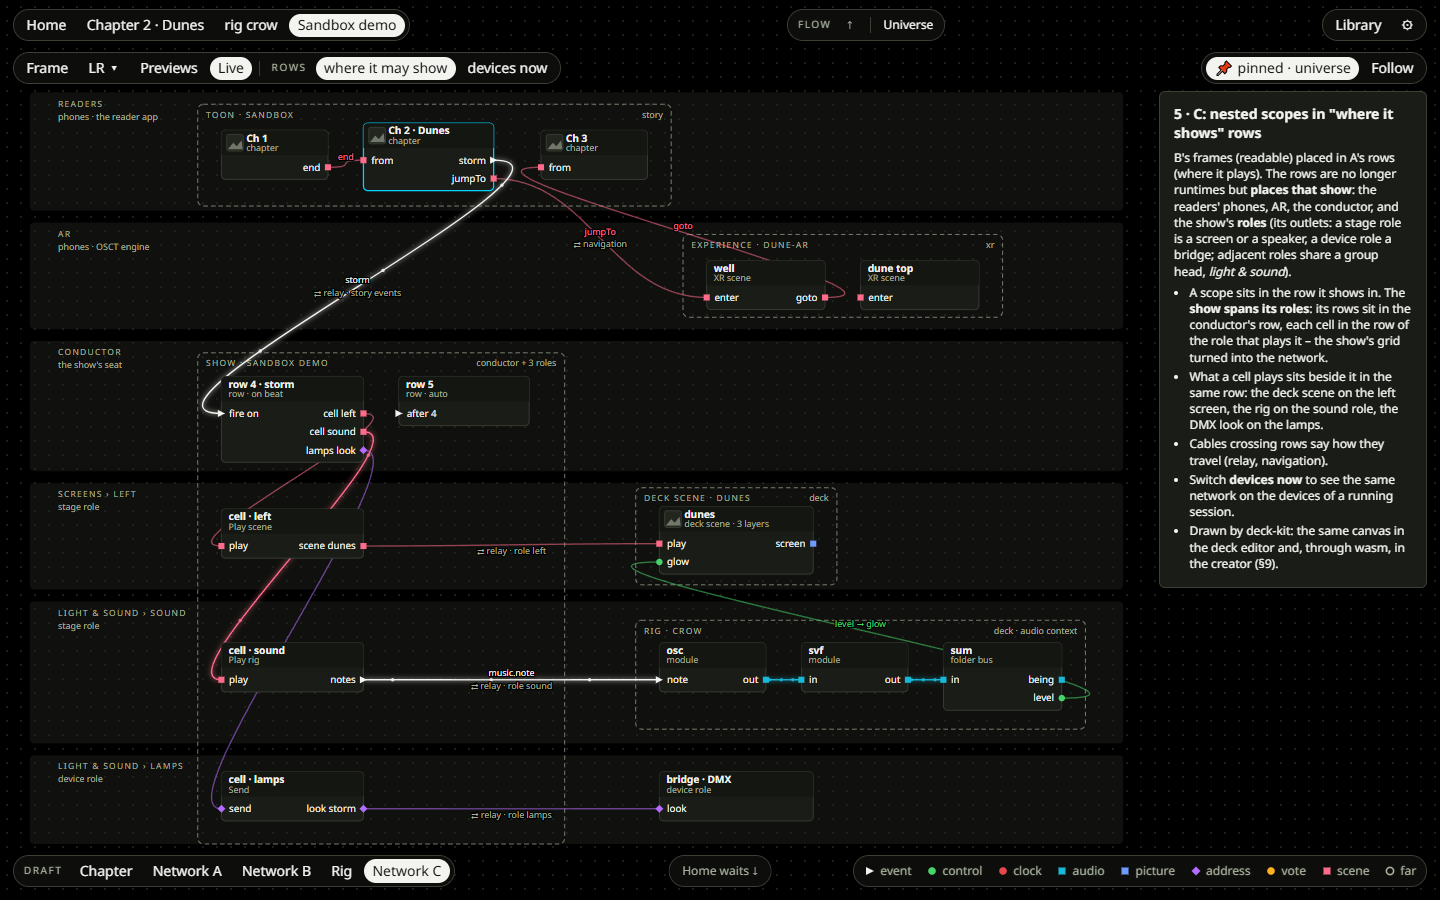 Home Chapter 2 · Dunes rig crow Sandbox demo
FLOW ↑ Universe
Library ⚙
Frame LR ▾ Previews Live ROWS where it may show devices now
📌 pinned · universe Follow
READERS
phones · the reader app
TOON · SANDBOX story
Ch 1
chapter
end
end
Ch 2 · Dunes
chapter
from storm
jumpTo
Ch 3
chapter
from
AR
phones · OSCT engine
jumpTo
⇄ navigation
goto
storm
⇄ relay · story events
EXPERIENCE · DUNE-AR xr
well
XR scene
enter goto
dune top
XR scene
enter
CONDUCTOR
the show's seat
SHOW · SANDBOX DEMO conductor + 3 roles
row 4 · storm
row · on beat
fire on cell left
cell sound
lamps look
row 5
row · auto
after 4
SCREENS › LEFT
stage role
cell · left
Play scene
play scene dunes
⇄ relay · role left
DECK SCENE · DUNES deck
dunes
deck scene · 3 layers
play screen
glow
LIGHT & SOUND › SOUND
stage role
cell · sound
Play rig
play notes
music.note
⇄ relay · role sound
level → glow
RIG · CROW deck · audio context
osc
module
note out
svf
module
in out
sum
folder bus
in being
level
LIGHT & SOUND › LAMPS
device role
cell · lamps
Send
send look storm
⇄ relay · role lamps
bridge · DMX
device role
look
5 · C: nested scopes in "where it
shows" rows
B's frames (readable) placed in A's rows
(where it plays). The rows are no longer
runtimes but places that show: the
readers' phones, AR, the conductor, and
the show's roles (its outlets: a stage role
is a screen or a speaker, a device role a
bridge; adjacent roles share a group
head, light & sound).
• A scope sits in the row it shows in. The
show spans its roles: its rows sit in the
conductor's row, each cell in the row of
the role that plays it – the show's grid
turned into the network.
• What a cell plays sits beside it in the
same row: the deck scene on the left
screen, the rig on the sound role, the
DMX look on the lamps.
• Cables crossing rows say how they
travel (relay, navigation).
• Switch devices now to see the same
network on the devices of a running
session.
• Drawn by deck-kit: the same canvas in
the deck editor and, through wasm, in
the creator (§9).
DRAFT Chapter Network A Network B Rig Network C
Home waits ↓
event control clock audio picture address vote scene far